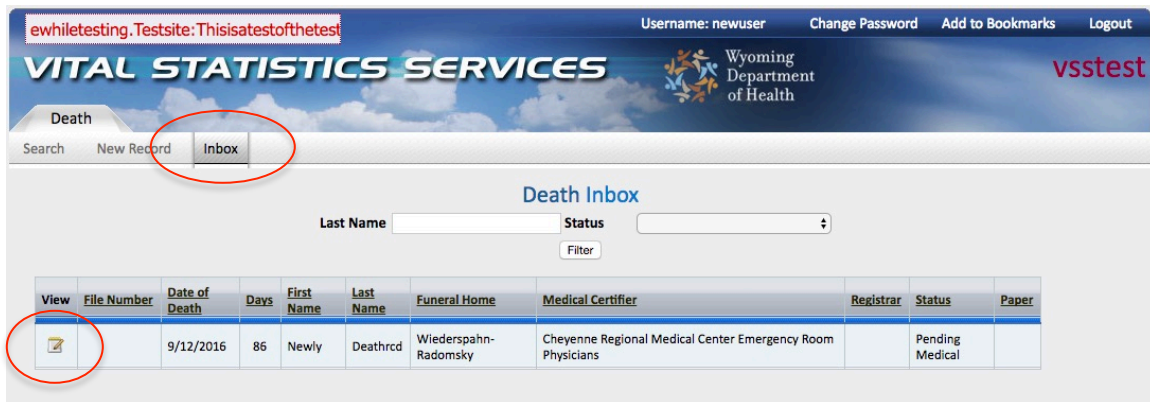 ewhiletesting.Testsite:Thisisatestofthetest
Username: newuser Change Password Add to Bookmarks Logout
VITAL STATISTICS SERVICES
Wyoming
Department
of Health
vsstest
Death
Search New Record Inbox
Death Inbox
Last Name Status
Filter
View File Number Date of Death Days First Name Last Name Funeral Home Medical Certifier Registrar Status Paper
9/12/2016 86 Newly Deathrcd Wiederspahn-Radomsky Cheyenne Regional Medical Center Emergency Room Physicians Pending Medical